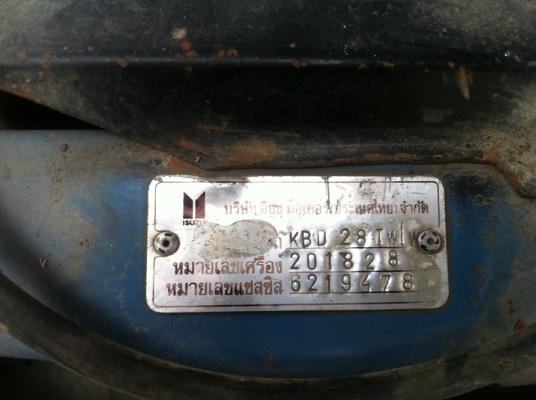 ISUZU
บริษัท อีซูซุ มอเตอร์ ประเทศไทย จำกัด
KBD 28 TW
หมายเลขเครื่อง 201828
หมายเลขแชสซิส 6219478